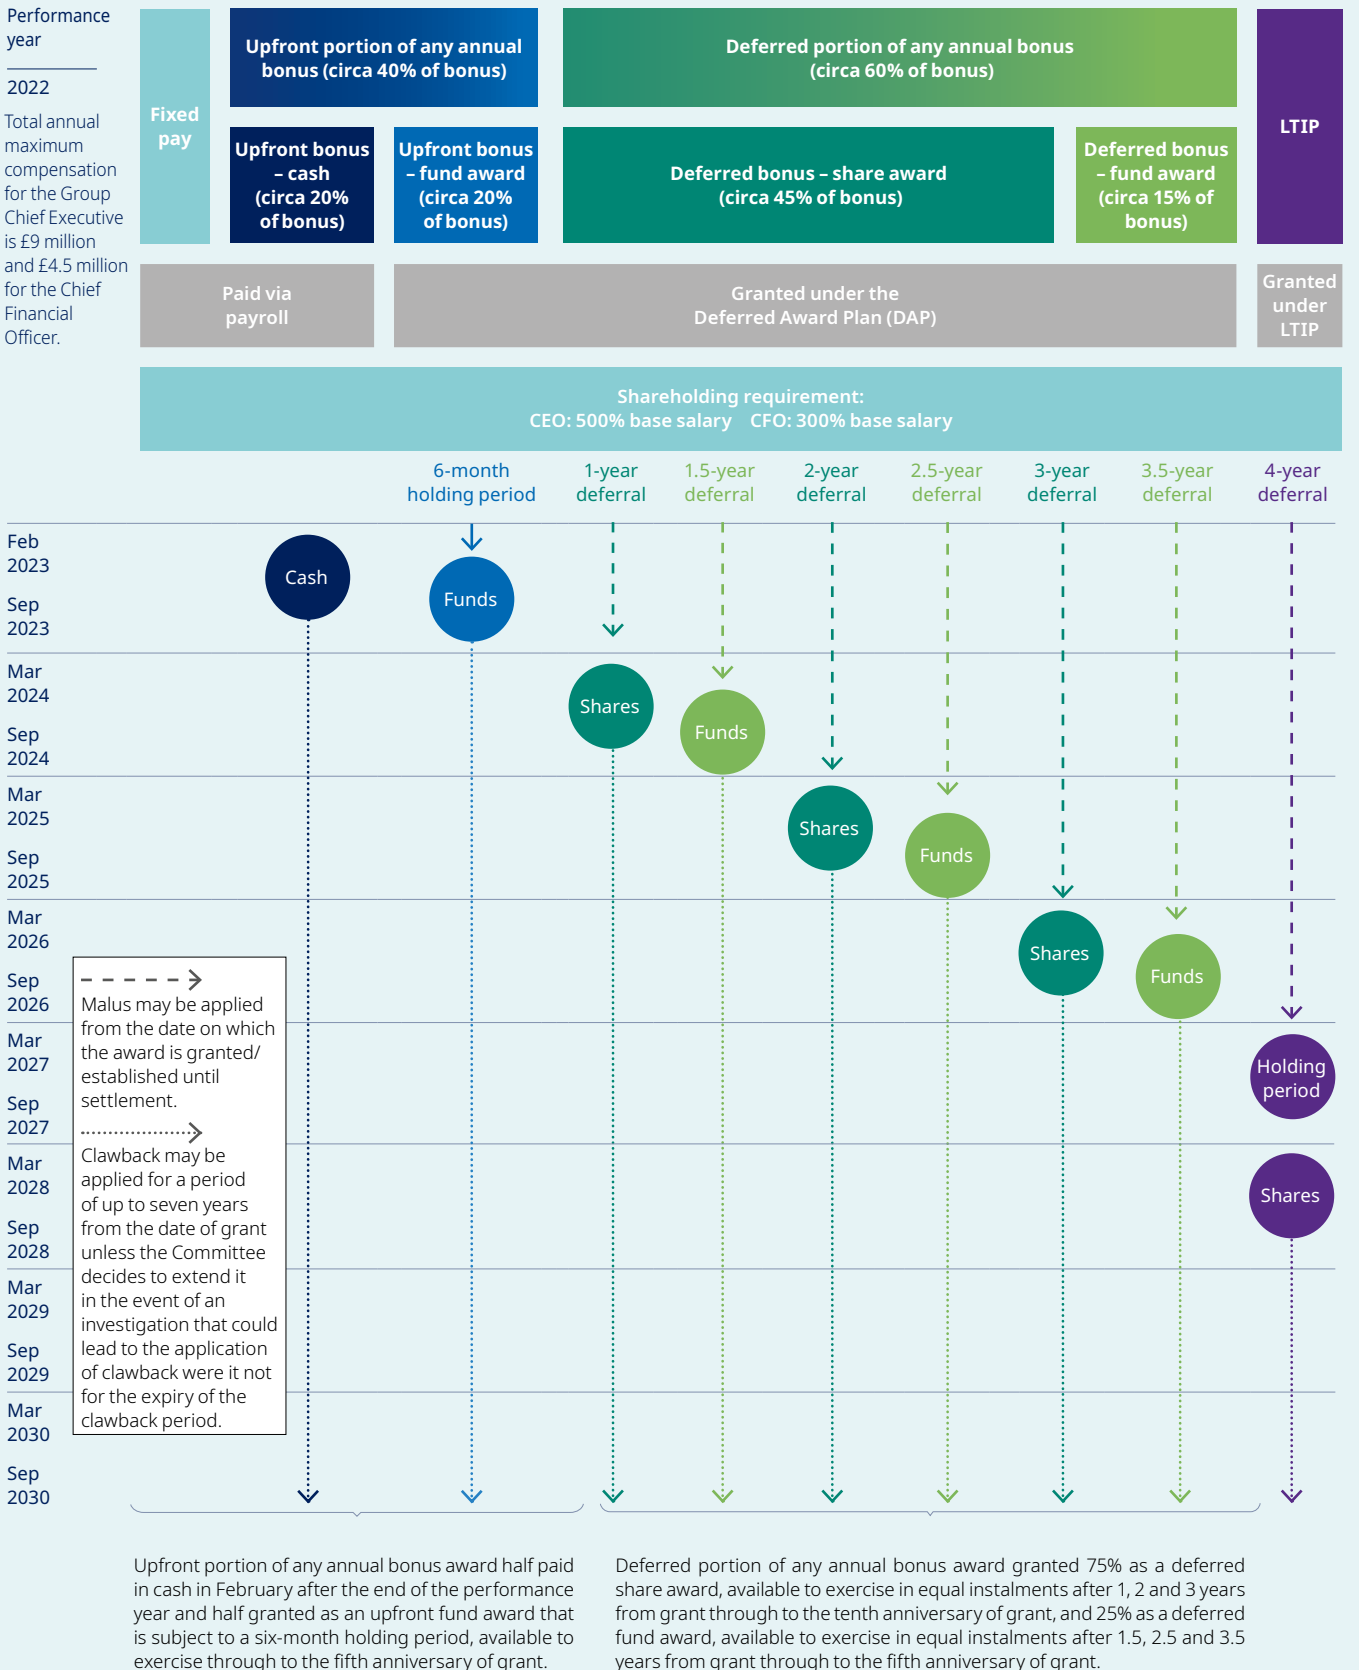 Performance
year
2022
Total annual
maximum
compensation
for the Group
Chief Executive
is £9 million
and £4.5 million
for the Chief
Financial
Officer.
Fixed
pay
Upfront portion of any annual
bonus (circa 40% of bonus)
Deferred portion of any annual bonus
(circa 60% of bonus)
LTIP
Upfront bonus
– cash
(circa 20%
of bonus)
Upfront bonus
– fund award
(circa 20%
of bonus)
Deferred bonus – share award
(circa 45% of bonus)
Deferred bonus
– fund award
(circa 15% of
bonus)
Paid via
payroll
Granted under the
Deferred Award Plan (DAP)
Granted
under
LTIP
Shareholding requirement:
CEO: 500% base salary CFO: 300% base salary
6-month
holding period
1-year
deferral
1.5-year
deferral
2-year
deferral
2.5-year
deferral
3-year
deferral
3.5-year
deferral
4-year
deferral
Feb
2023
Cash
Funds
Sep
2023
Mar
2024
Shares
Funds
Sep
2024
Mar
2025
Shares
Funds
Sep
2025
Mar
2026
Shares
Funds
Sep
2026
Mar
2027
Holding
period
Sep
2027
Mar
2028
Shares
Sep
2028
Mar
2029
Sep
2029
Mar
2030
Sep
2030
Malus may be applied
from the date on which
the award is granted/
established until
settlement.
Clawback may be
applied for a period
of up to seven years
from the date of grant
unless the Committee
decides to extend it
in the event of an
investigation that could
lead to the application
of clawback were it not
for the expiry of the
clawback period.
Upfront portion of any annual bonus award half paid
in cash in February after the end of the performance
year and half granted as an upfront fund award that
is subject to a six-month holding period, available to
exercise through to the fifth anniversary of grant.
Deferred portion of any annual bonus award granted 75% as a deferred
share award, available to exercise in equal instalments after 1, 2 and 3 years
from grant through to the tenth anniversary of grant, and 25% as a deferred
fund award, available to exercise in equal instalments after 1.5, 2.5 and 3.5
years from grant through to the fifth anniversary of grant.